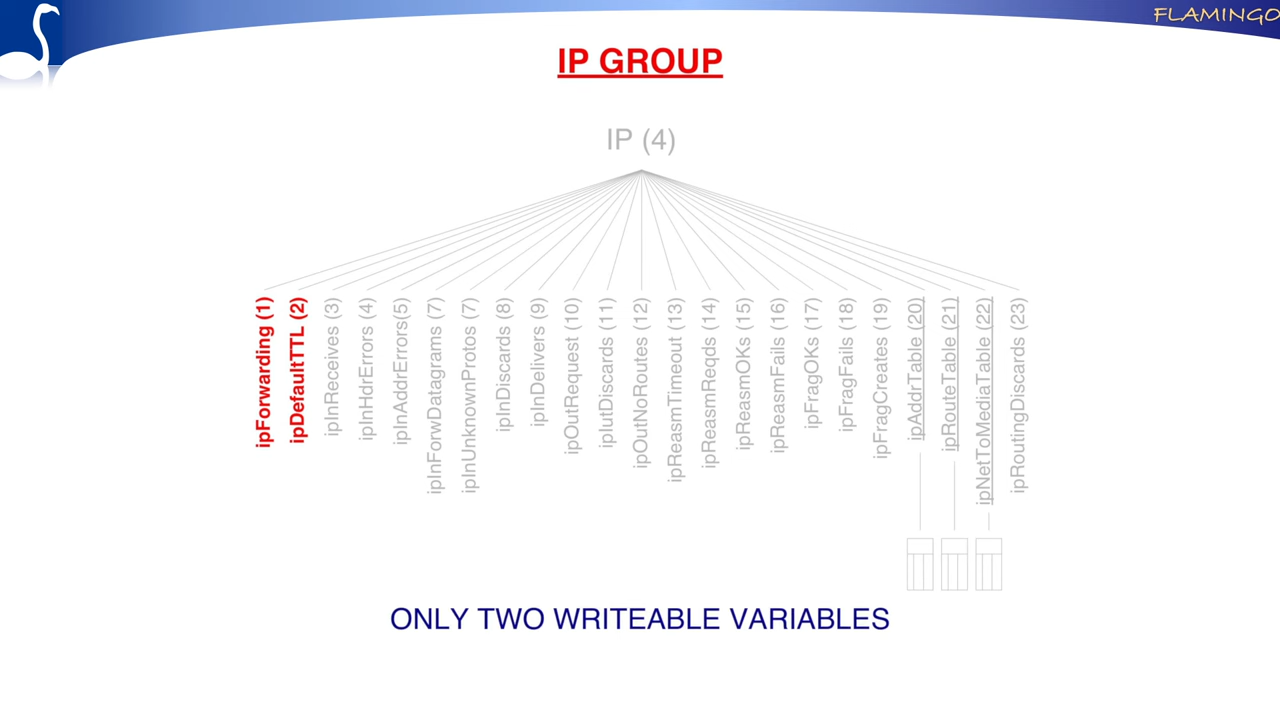 FLAMINGO
IP GROUP
IP (4)
ipForwarding (1)
ipDefaultTTL (2)
ipInReceives (3)
ipInHdrErrors (4)
ipInAddrErrors(5)
ipInForwDatagrams (7)
ipInUnknownProtos (7)
ipInDiscards (8)
ipInDelivers (9)
ipOutRequest (10)
ipIutDiscards (11)
ipOutNoRoutes (12)
ipReasmTimeout (13)
ipReasmReqds (14)
ipReasmOKs (15)
ipReasmFails (16)
ipFragOKs (17)
ipFragFails (18)
ipFragCreates (19)
ipAddrTable (20)
ipRouteTable (21)
ipNetToMediaTable (22)
ipRoutingDiscards (23)
ONLY TWO WRITEABLE VARIABLES